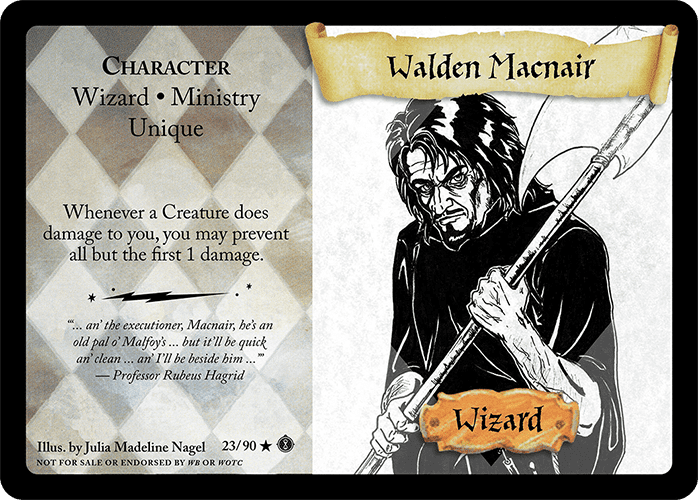 Walden Macnair
CHARACTER
Wizard • Ministry
Unique
Whenever a Creature does
damage to you, you may prevent
all but the first 1 damage.
“‘... an’ the executioner, Macnair, he’s an
old pal o’ Malfoy’s ... but it’ll be quick
an’ clean ... an’ I’ll be beside him ...’”
— Professor Rubeus Hagrid
Illus. by Julia Madeline Nagel 23/90 ★
NOT FOR SALE OR ENDORSED BY WB OR WOTC
Wizard